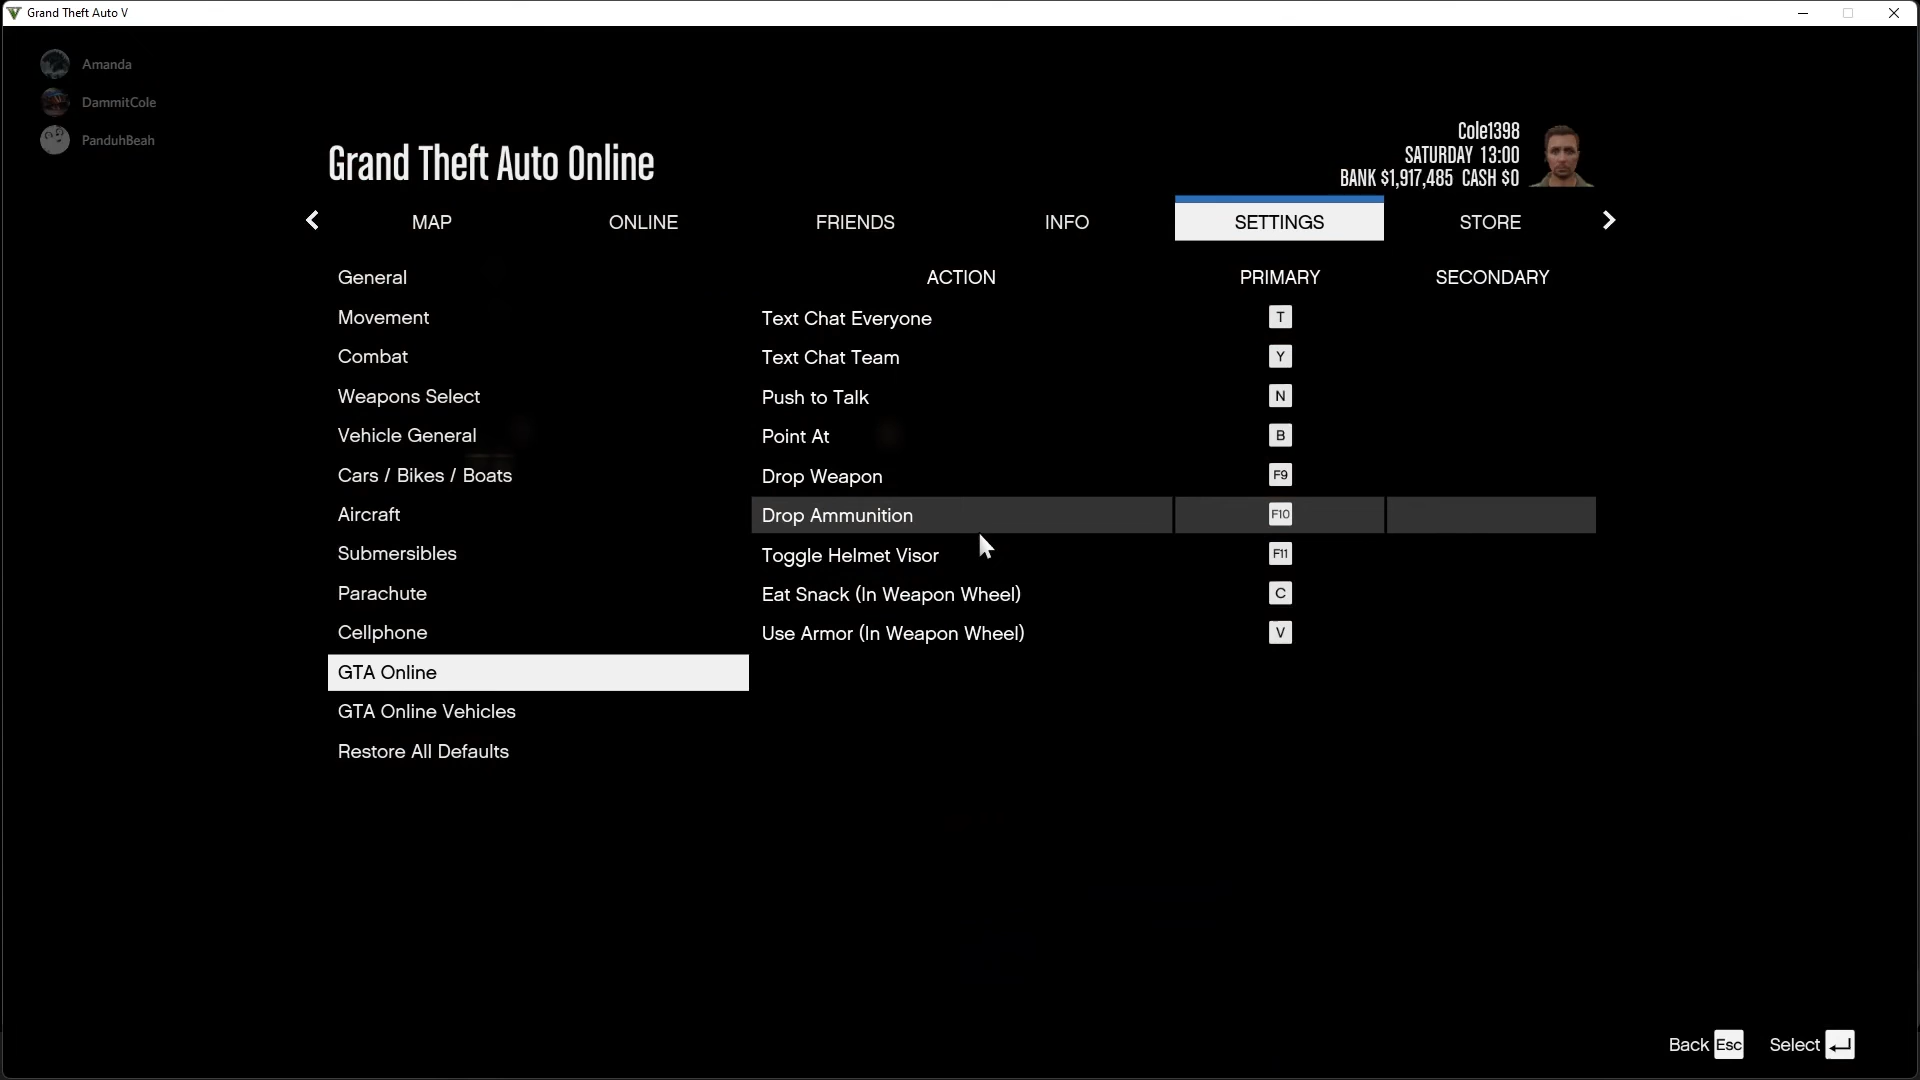 Grand Theft Auto V
Amanda
DammitCole
PanduhBeah
Grand Theft Auto Online
Cole1398
SATURDAY 13:00
BANK $1,917,485 CASH $0
MAP ONLINE FRIENDS INFO SETTINGS STORE
General ACTION PRIMARY SECONDARY
Movement Text Chat Everyone T
Combat Text Chat Team Y
Weapons Select Push to Talk N
Vehicle General Point At B
Cars / Bikes / Boats Drop Weapon F9
Aircraft Drop Ammunition F10
Submersibles Toggle Helmet Visor F11
Parachute Eat Snack (In Weapon Wheel) C
Cellphone Use Armor (In Weapon Wheel) V
GTA Online
GTA Online Vehicles
Restore All Defaults
Back Esc Select